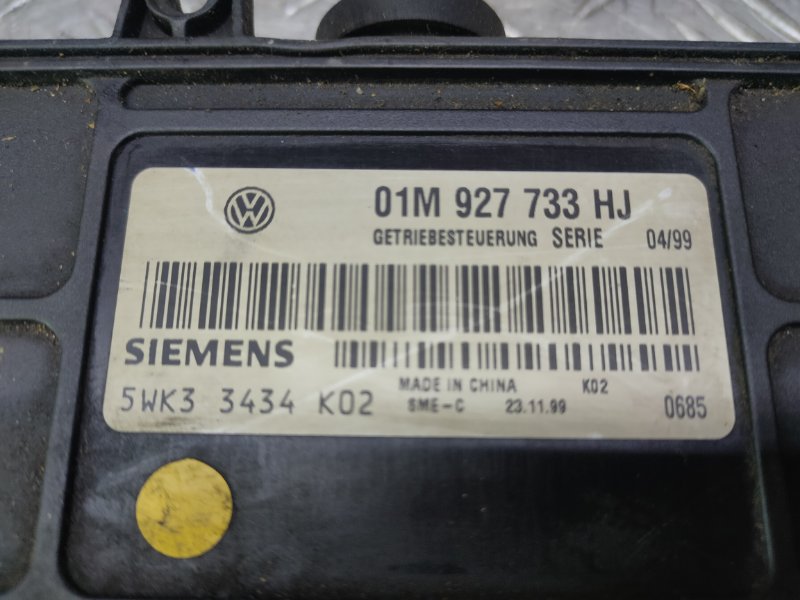 VW
01M 927 733 HJ
GETRIEBESTEUERUNG SERIE 04/99
SIEMENS
MADE IN CHINA K02
5WK3 3434 K02 SME-C 23.11.99 0685